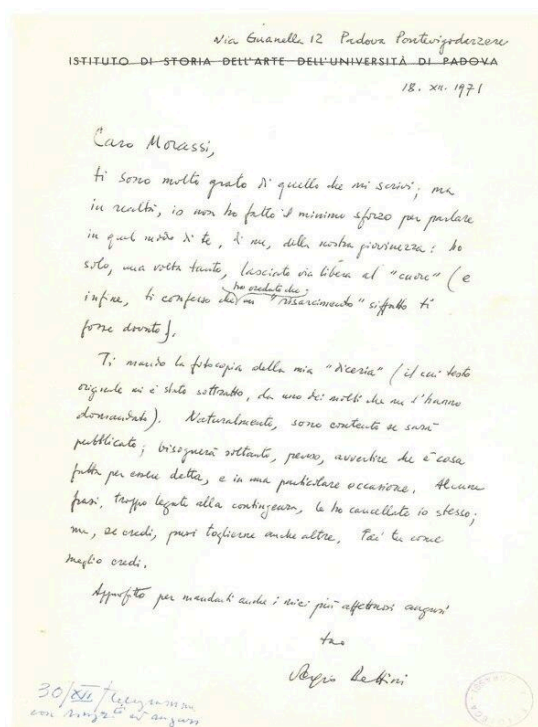 Via Guanella 12 Padova Pontevigodarzere
ISTITUTO DI STORIA DELL'ARTE DELL'UNIVERSITÀ DI PADOVA
18. XII. 1971
Caro Morassi,
ti sono molto grato di quello che mi scrivi; ma
in realtà, io non ho fatto il minimo sforzo per parlare
in quel modo di te, di me, della nostra giovinezza: ho
solo, una volta tanto, lasciato via libera al "cuore" (e
ho creduto che
infine, ti confesso che un "risarcimento" siffatto ti
fosse dovuto).
Ti mando la fotocopia della mia "diceria" (il cui testo
originale mi è stato sottratto, da uno dei molti che me l'hanno
domandato). Naturalmente, sono contento se sarà
pubblicato; bisognerà soltanto, penso, avvertire che è cosa
fatta per essere detta, e in una particolare occasione. Alcune
frasi, troppo legate alla contingenza, le ho cancellate io stesso;
ma, se credi, puoi toglierne anche altre. Fai tu come
meglio credi.
Approfitto per mandarti anche i miei più affettuosi auguri
tuo
Sergio Bettini
30/XII/ telegramma
con ringrti ed auguri